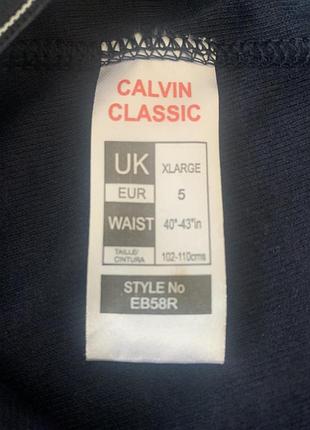 CALVIN
CLASSIC
UK XLARGE
EUR 5
WAIST 40"-43"in
TAILLE/
CINTURA 102-110cms
STYLE No
EB58R